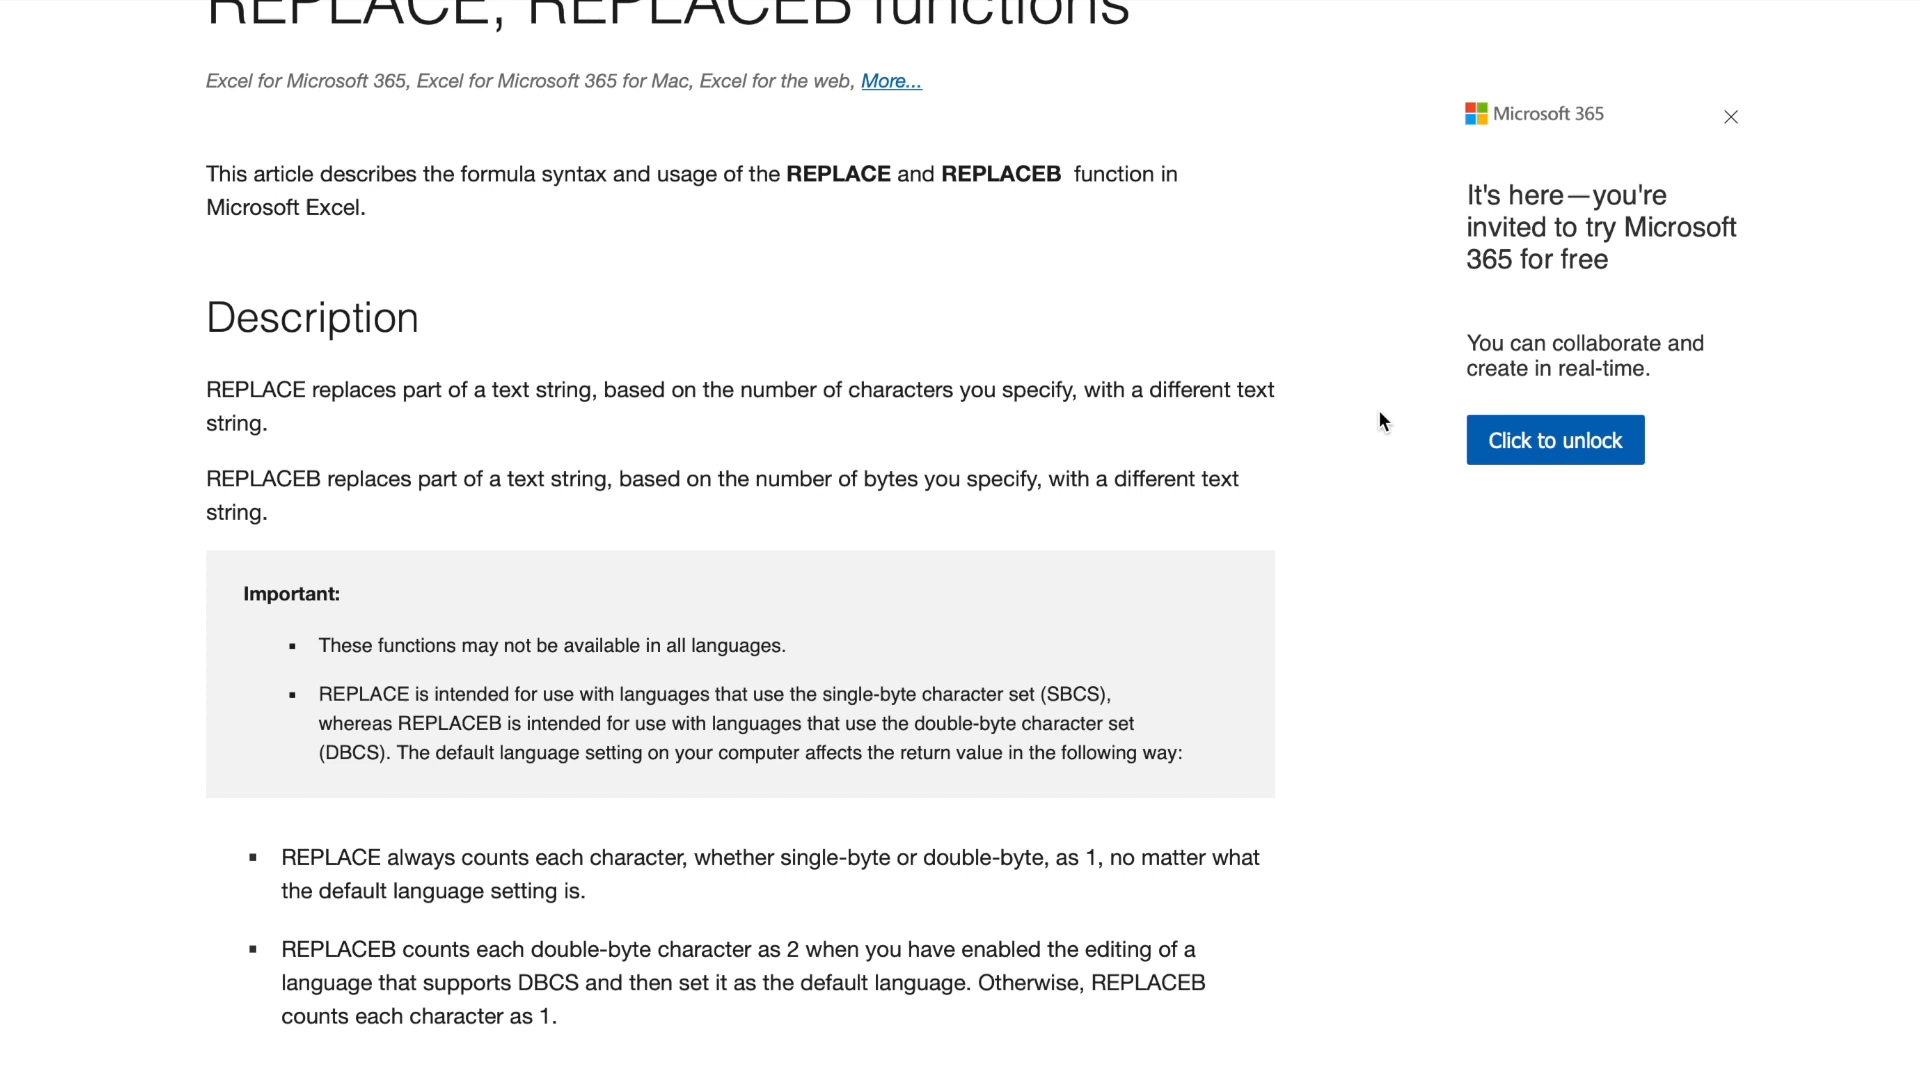 REPLACE, REPLACEB functions
Excel for Microsoft 365, Excel for Microsoft 365 for Mac, Excel for the web, More...
This article describes the formula syntax and usage of the REPLACE and REPLACEB function in
Microsoft Excel.
Description
REPLACE replaces part of a text string, based on the number of characters you specify, with a different text
string.
REPLACEB replaces part of a text string, based on the number of bytes you specify, with a different text
string.
Important:
▪ These functions may not be available in all languages.
▪ REPLACE is intended for use with languages that use the single-byte character set (SBCS),
whereas REPLACEB is intended for use with languages that use the double-byte character set
(DBCS). The default language setting on your computer affects the return value in the following way:
▪ REPLACE always counts each character, whether single-byte or double-byte, as 1, no matter what
the default language setting is.
▪ REPLACEB counts each double-byte character as 2 when you have enabled the editing of a
language that supports DBCS and then set it as the default language. Otherwise, REPLACEB
counts each character as 1.
Microsoft 365
It's here—you're
invited to try Microsoft
365 for free
You can collaborate and
create in real-time.
Click to unlock